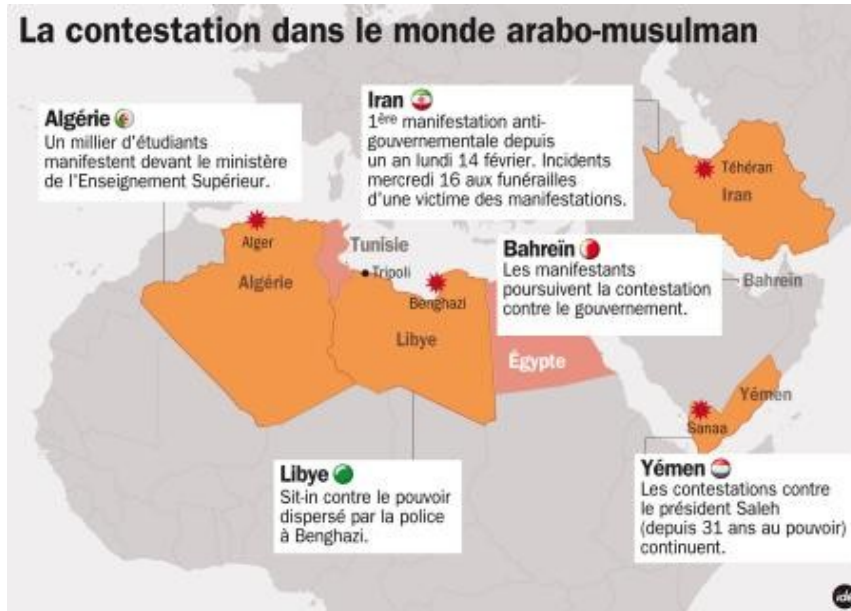 La contestation dans le monde arabo-musulman
Algérie
Un millier d'étudiants
manifestent devant le ministère
de l'Enseignement Supérieur.
Iran
1ère manifestation anti-
gouvernementale depuis
un an lundi 14 février. Incidents
mercredi 16 aux funérailles
d'une victime des manifestations.
Téhéran
Iran
Alger
Tunisie
Tripoli
Algérie
Benghazi
Libye
Bahreïn
Les manifestants
poursuivent la contestation
contre le gouvernement.
Bahreïn
Égypte
Yémen
Sanaa
Libye
Sit-in contre le pouvoir
dispersé par la police
à Benghazi.
Yémen
Les contestations contre
le président Saleh
(depuis 31 ans au pouvoir)
continuent.